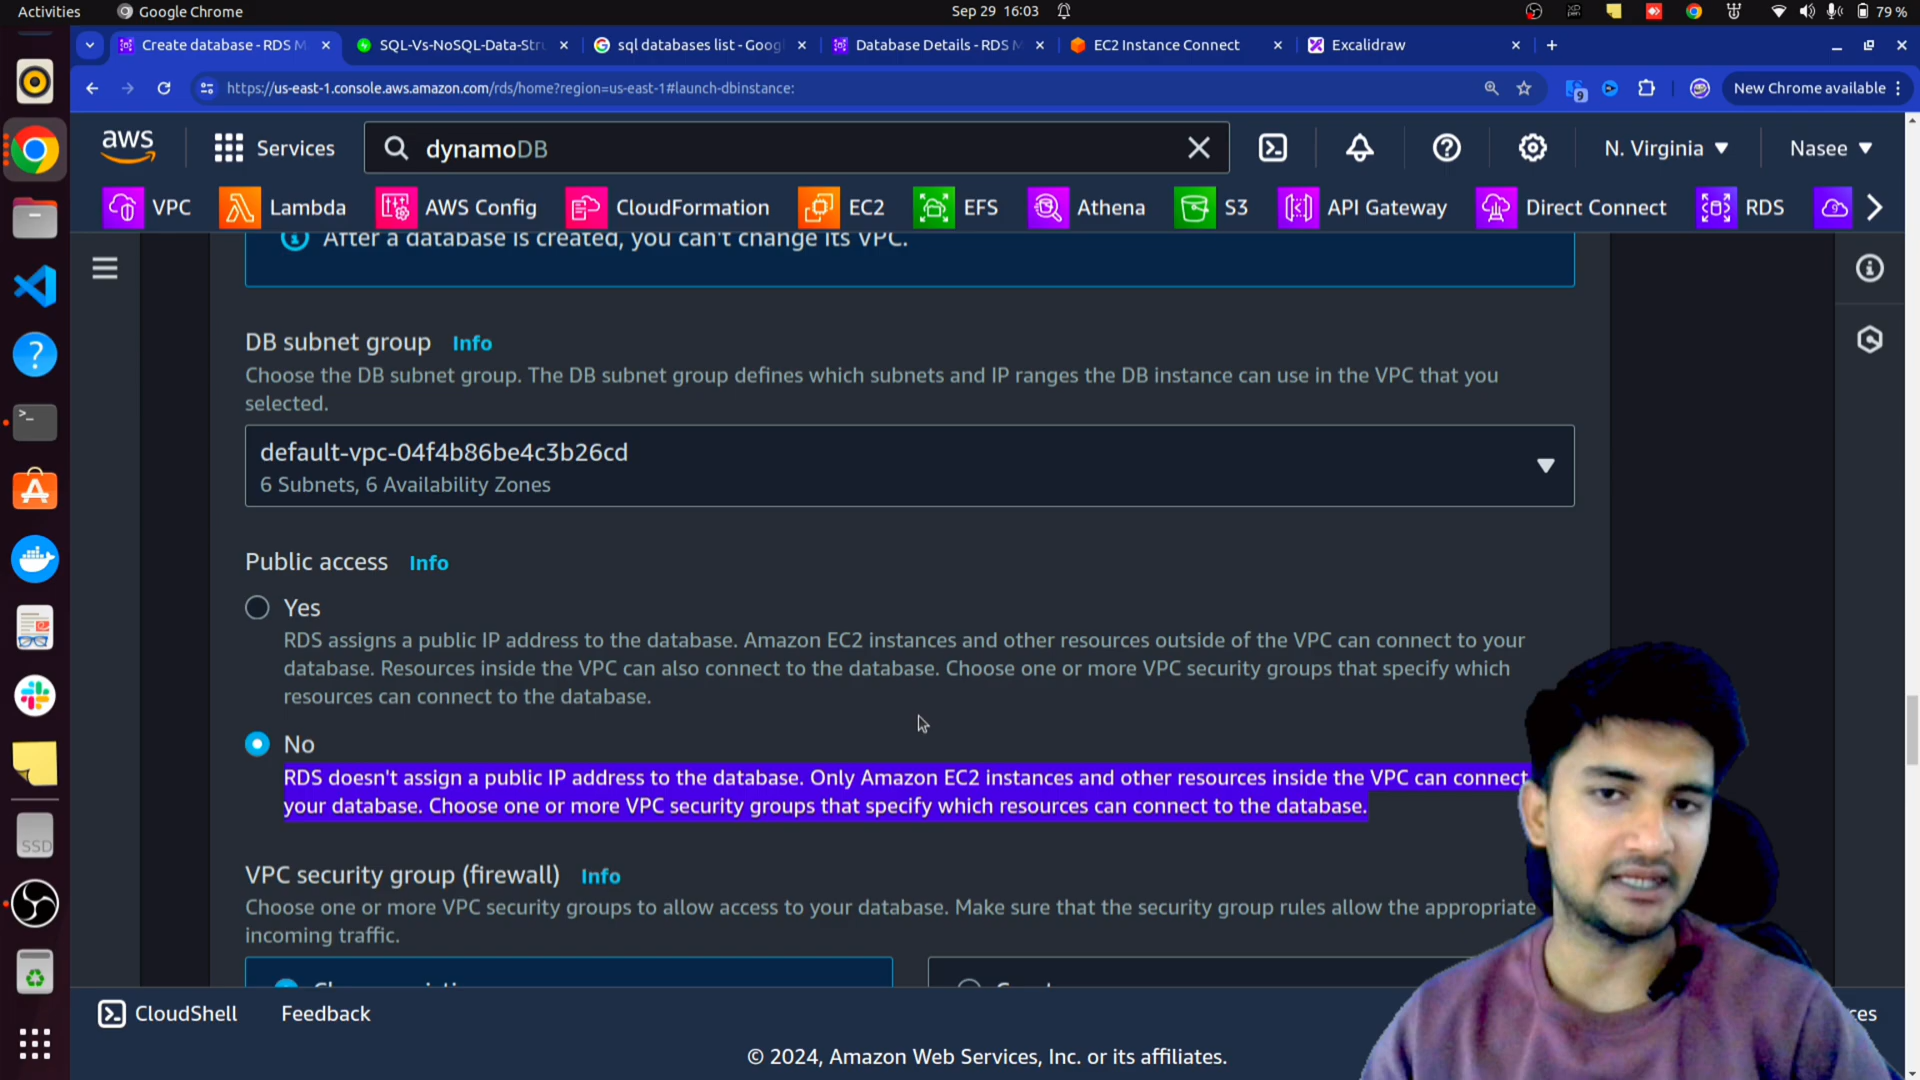 Activities
Google Chrome
Sep 29 16:03
79 %
Create database - RDS M
SQL-Vs-NoSQL-Data-Stru
sql databases list - Goog
Database Details - RDS M
EC2 Instance Connect
Excalidraw
https://us-east-1.console.aws.amazon.com/rds/home?region=us-east-1#launch-dbinstance:
9
New Chrome available
aws
Services
dynamoDB
N. Virginia
Nasee
VPC
Lambda
AWS Config
CloudFormation
EC2
EFS
Athena
S3
API Gateway
Direct Connect
RDS
After a database is created, you can't change its VPC.
DB subnet group Info
Choose the DB subnet group. The DB subnet group defines which subnets and IP ranges the DB instance can use in the VPC that you
selected.
default-vpc-04f4b86be4c3b26cd
6 Subnets, 6 Availability Zones
Public access Info
Yes
RDS assigns a public IP address to the database. Amazon EC2 instances and other resources outside of the VPC can connect to your
database. Resources inside the VPC can also connect to the database. Choose one or more VPC security groups that specify which
resources can connect to the database.
No
RDS doesn't assign a public IP address to the database. Only Amazon EC2 instances and other resources inside the VPC can connect
your database. Choose one or more VPC security groups that specify which resources can connect to the database.
VPC security group (firewall) Info
Choose one or more VPC security groups to allow access to your database. Make sure that the security group rules allow the appropriate
incoming traffic.
SSD
CloudShell
Feedback
© 2024, Amazon Web Services, Inc. or its affiliates.